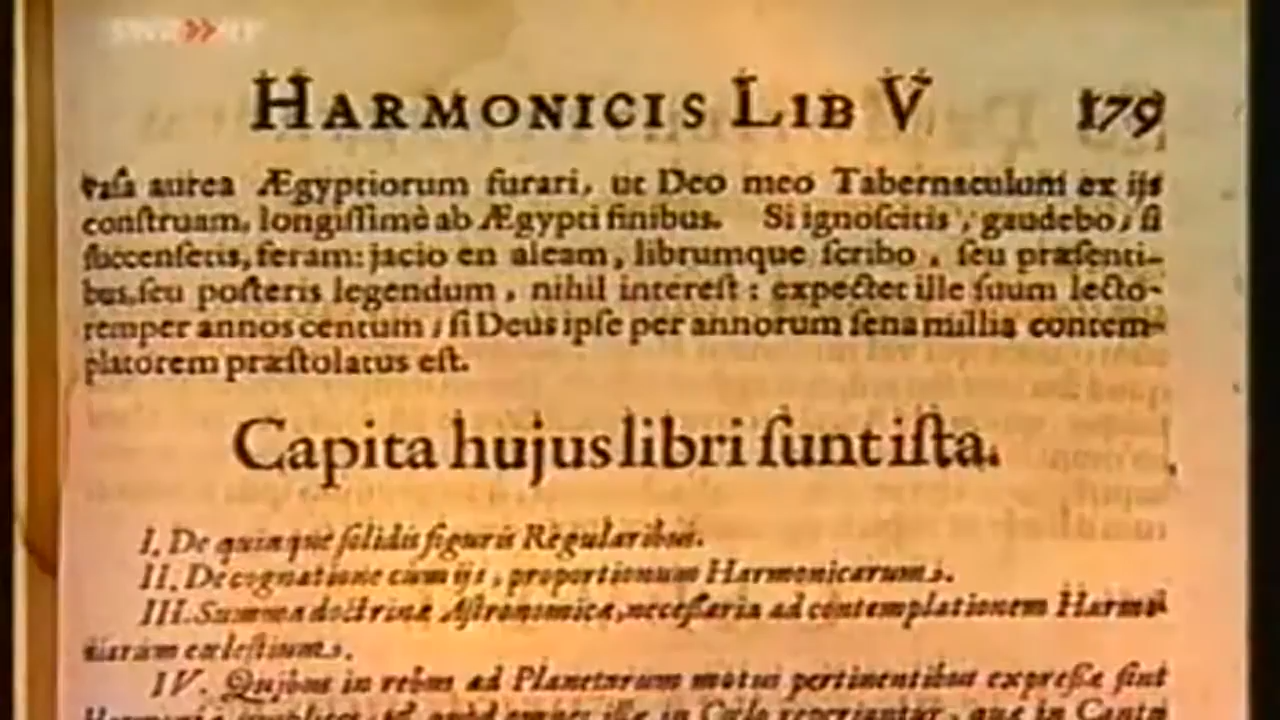 HARMONICIS LIB V 179
vaſa aurea Ægyptiorum furari, ut Deo meo Tabernaculum ex ijs
conſtruam, longiſſimè ab Ægypti finibus. Si ignoſcitis, gaudebo, ſi
ſuccenſetis, feram: jacio en aleam, librumque ſcribo, ſeu præſenti-
bus, ſeu poſteris legendum, nihil intereſt: expectet ille ſuum lecto-
rem per annos centum; ſi Deus ipſe per annorum ſena millia contem-
platorem præſtolatus eſt.
Capita hujus libri ſunt iſta.
I. De quinque ſolidis figuris Regularibus.
II. De cognatione cum ijs, proportionum Harmonicarum.
III. Summa doctrinæ Aſtronomicæ, neceſſaria ad contemplationem Harmo-
niarum cœleſtium.
IV. Quibus in rebus ad Planetarum motus pertinentibus expreſſæ ſint